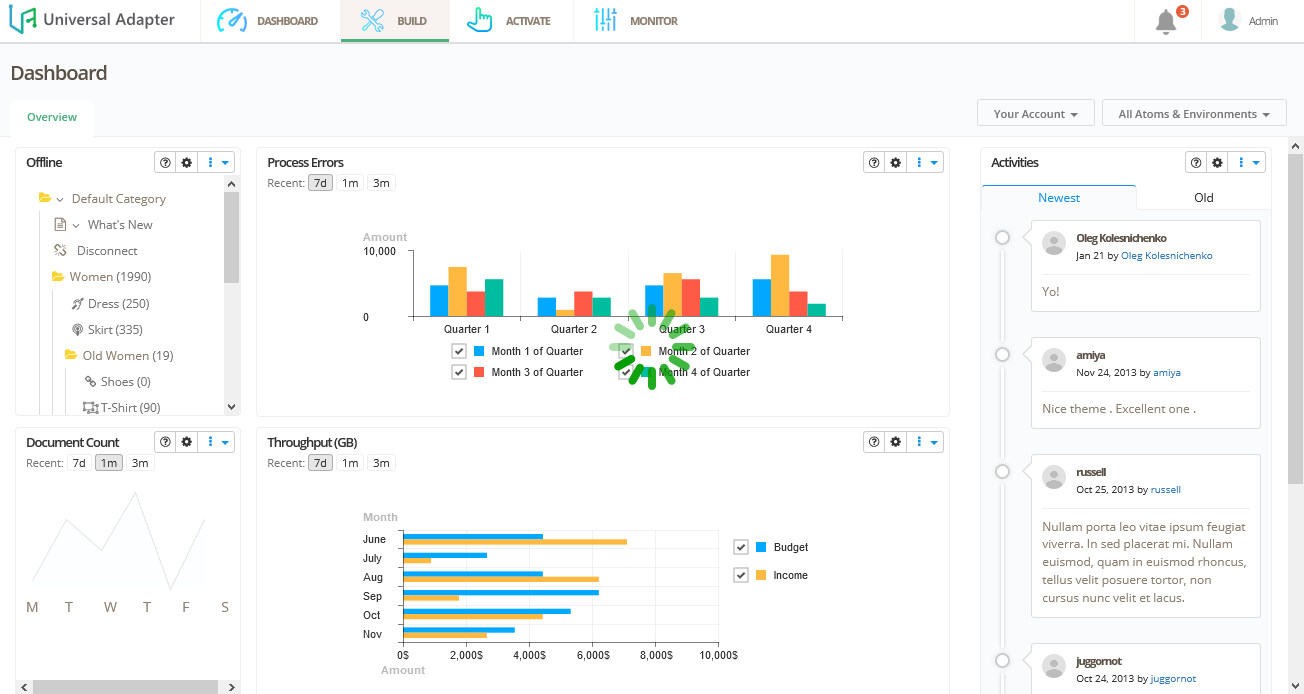 Universal Adapter
DASHBOARD
BUILD
ACTIVATE
MONITOR
3
Admin
Dashboard
Overview
Your Account
All Atoms & Environments
Offline
Default Category
What's New
Disconnect
Women (1990)
Dress (250)
Skirt (335)
Old Women (19)
Shoes (0)
T-Shirt (90)
Process Errors
Recent: 7d 1m 3m
Amount
10,000
0
Quarter 1 Quarter 2 Quarter 3 Quarter 4
Month 1 of Quarter Month 2 of Quarter
Month 3 of Quarter Month 4 of Quarter
Activities
Newest Old
Oleg Kolesnichenko
Jan 21 by Oleg Kolesnichenko
Yo!
amiya
Nov 24, 2013 by amiya
Nice theme . Excellent one .
russell
Oct 25, 2013 by russell
Nullam porta leo vitae ipsum feugiat
viverra. In sed placerat mi. Nullam
euismod, quam in euismod rhoncus,
tellus velit posuere tortor, non
cursus nunc velit et lacus.
juggornot
Oct 24, 2013 by juggornot
Document Count
Recent: 7d 1m 3m
M T W T F S
Throughput (GB)
Recent: 7d 1m 3m
Month
June
July
Aug
Sep
Oct
Nov
0$ 2,000$ 4,000$ 6,000$ 8,000$ 10,000$
Amount
Budget
Income